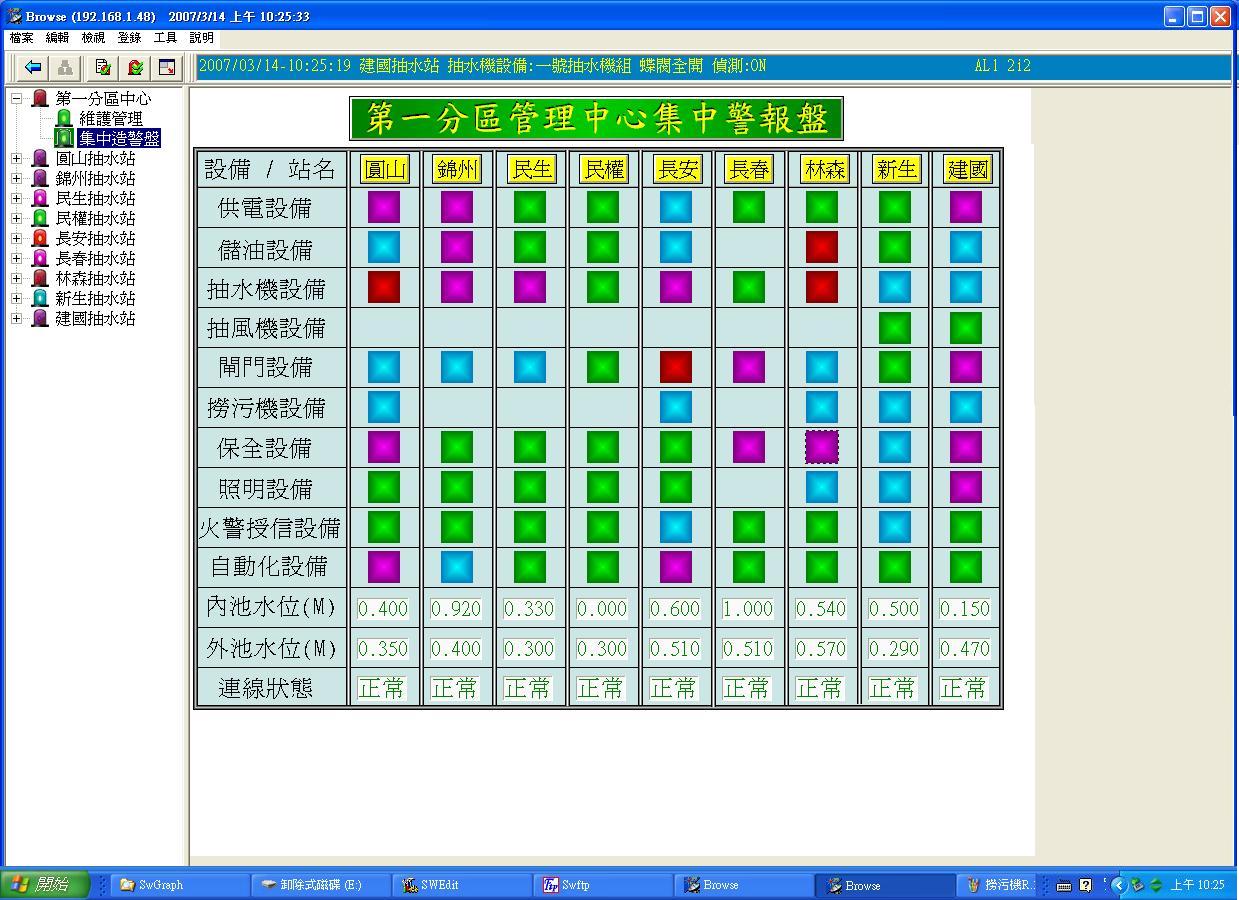 Browse (192.168.1.48) 2007/3/14 上午 10:25:33
檔案 編輯 檢視 登錄 工具 說明
2007/03/14-10:25:19 建國抽水站 抽水機設備:一號抽水機組 蝶閥全開 偵測:ON AL1 212
第一分區中心
維護管理
集中造警盤
圓山抽水站
錦州抽水站
民生抽水站
民權抽水站
長安抽水站
長春抽水站
林森抽水站
新生抽水站
建國抽水站
第一分區管理中心集中警報盤
設備 / 站名 圓山 錦州 民生 民權 長安 長春 林森 新生 建國
供電設備
儲油設備
抽水機設備
抽風機設備
閘門設備
撈污機設備
保全設備
照明設備
火警授信設備
自動化設備
內池水位(M) 0.400 0.920 0.330 0.000 0.600 1.000 0.540 0.500 0.150
外池水位(M) 0.350 0.400 0.300 0.300 0.510 0.510 0.570 0.290 0.470
連線狀態 正常 正常 正常 正常 正常 正常 正常 正常 正常
開始 SwGraph 卸除式磁碟 (E:) SWEdit Swftp Browse Browse 撈污機R. 上午 10:25